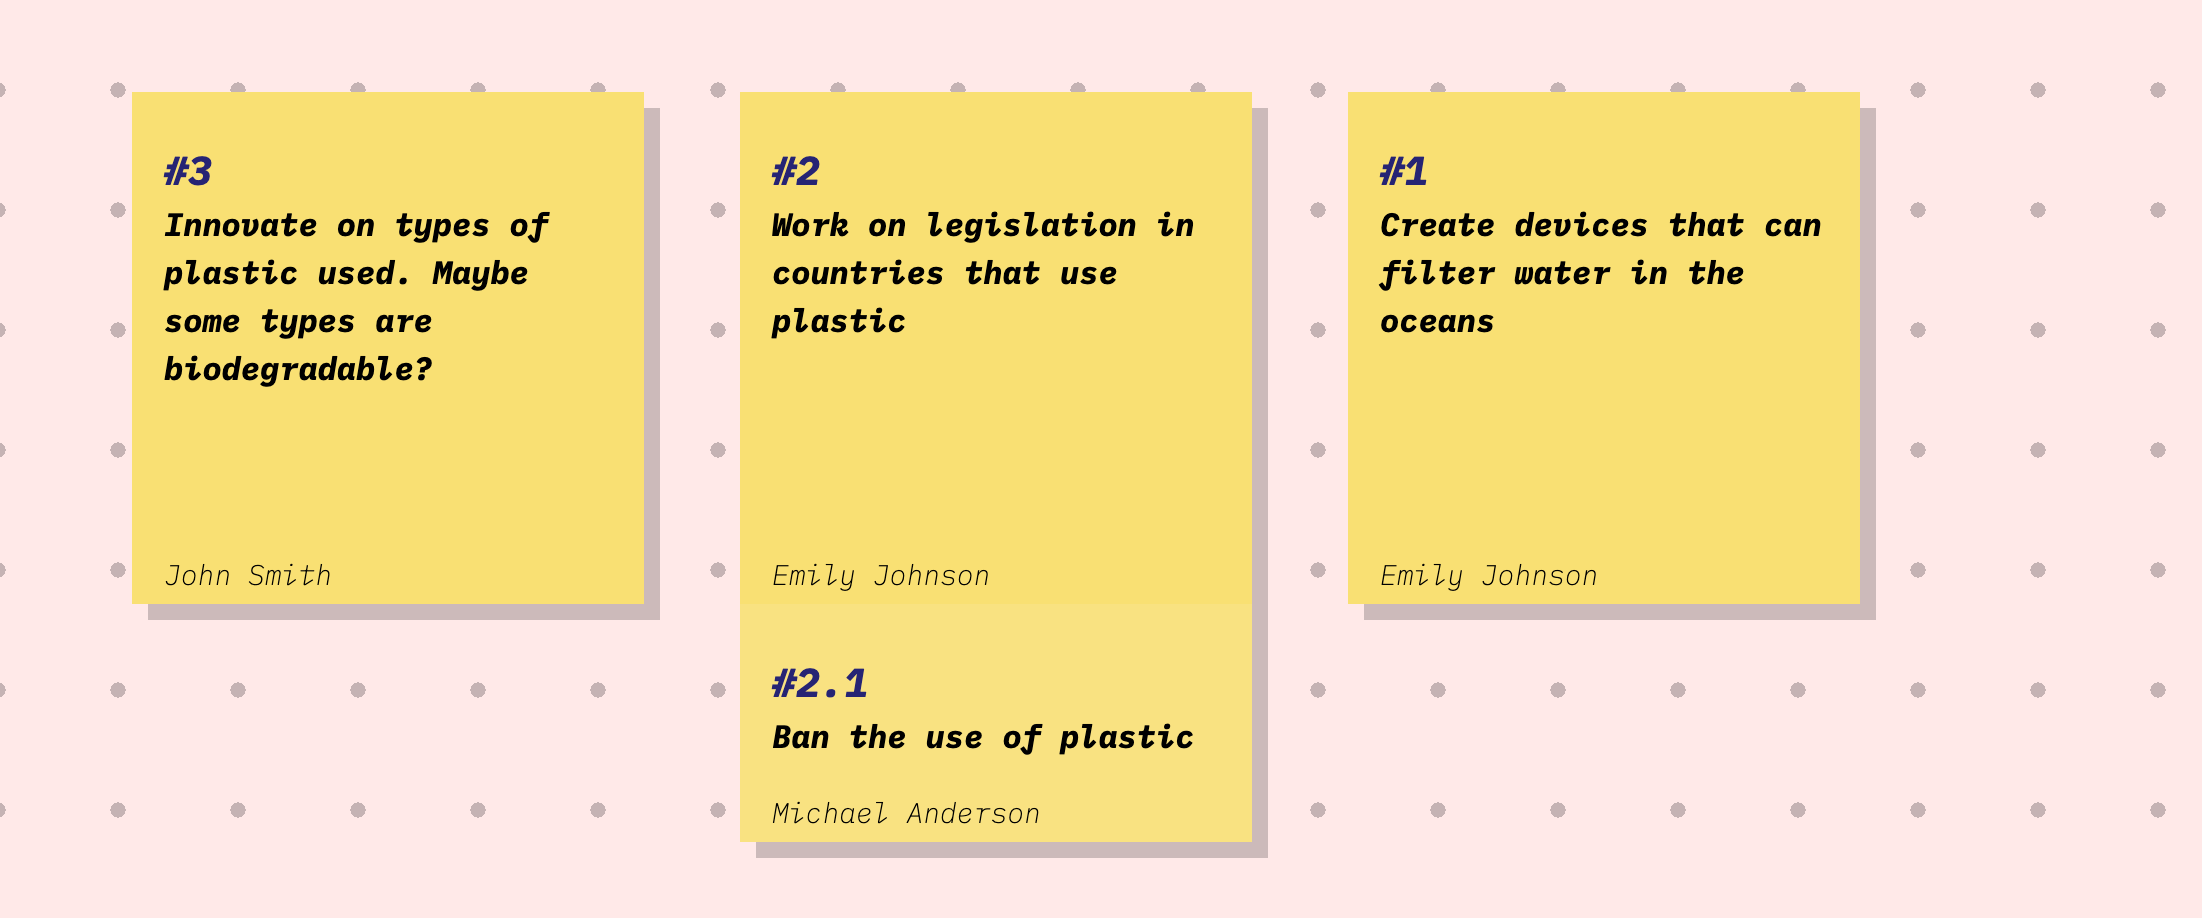 #3
Innovate on types of
plastic used. Maybe
some types are
biodegradable?
John Smith
#2
Work on legislation in
countries that use
plastic
Emily Johnson
#2.1
Ban the use of plastic
Michael Anderson
#1
Create devices that can
filter water in the
oceans
Emily Johnson